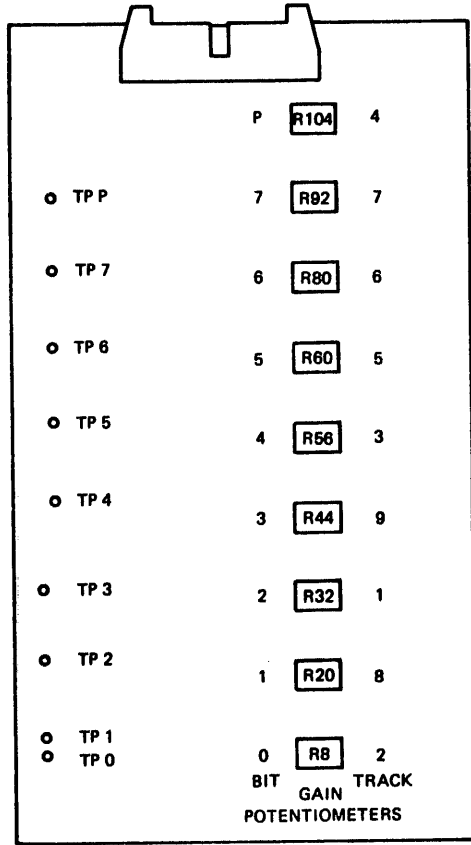 P R104 4
TP P 7 R92 7
TP 7 6 R80 6
TP 6 5 R60 5
TP 5 4 R56 3
TP 4 3 R44 9
TP 3 2 R32 1
TP 2 1 R20 8
TP 1
TP 0 0 R8 2
BIT TRACK
GAIN
POTENTIOMETERS